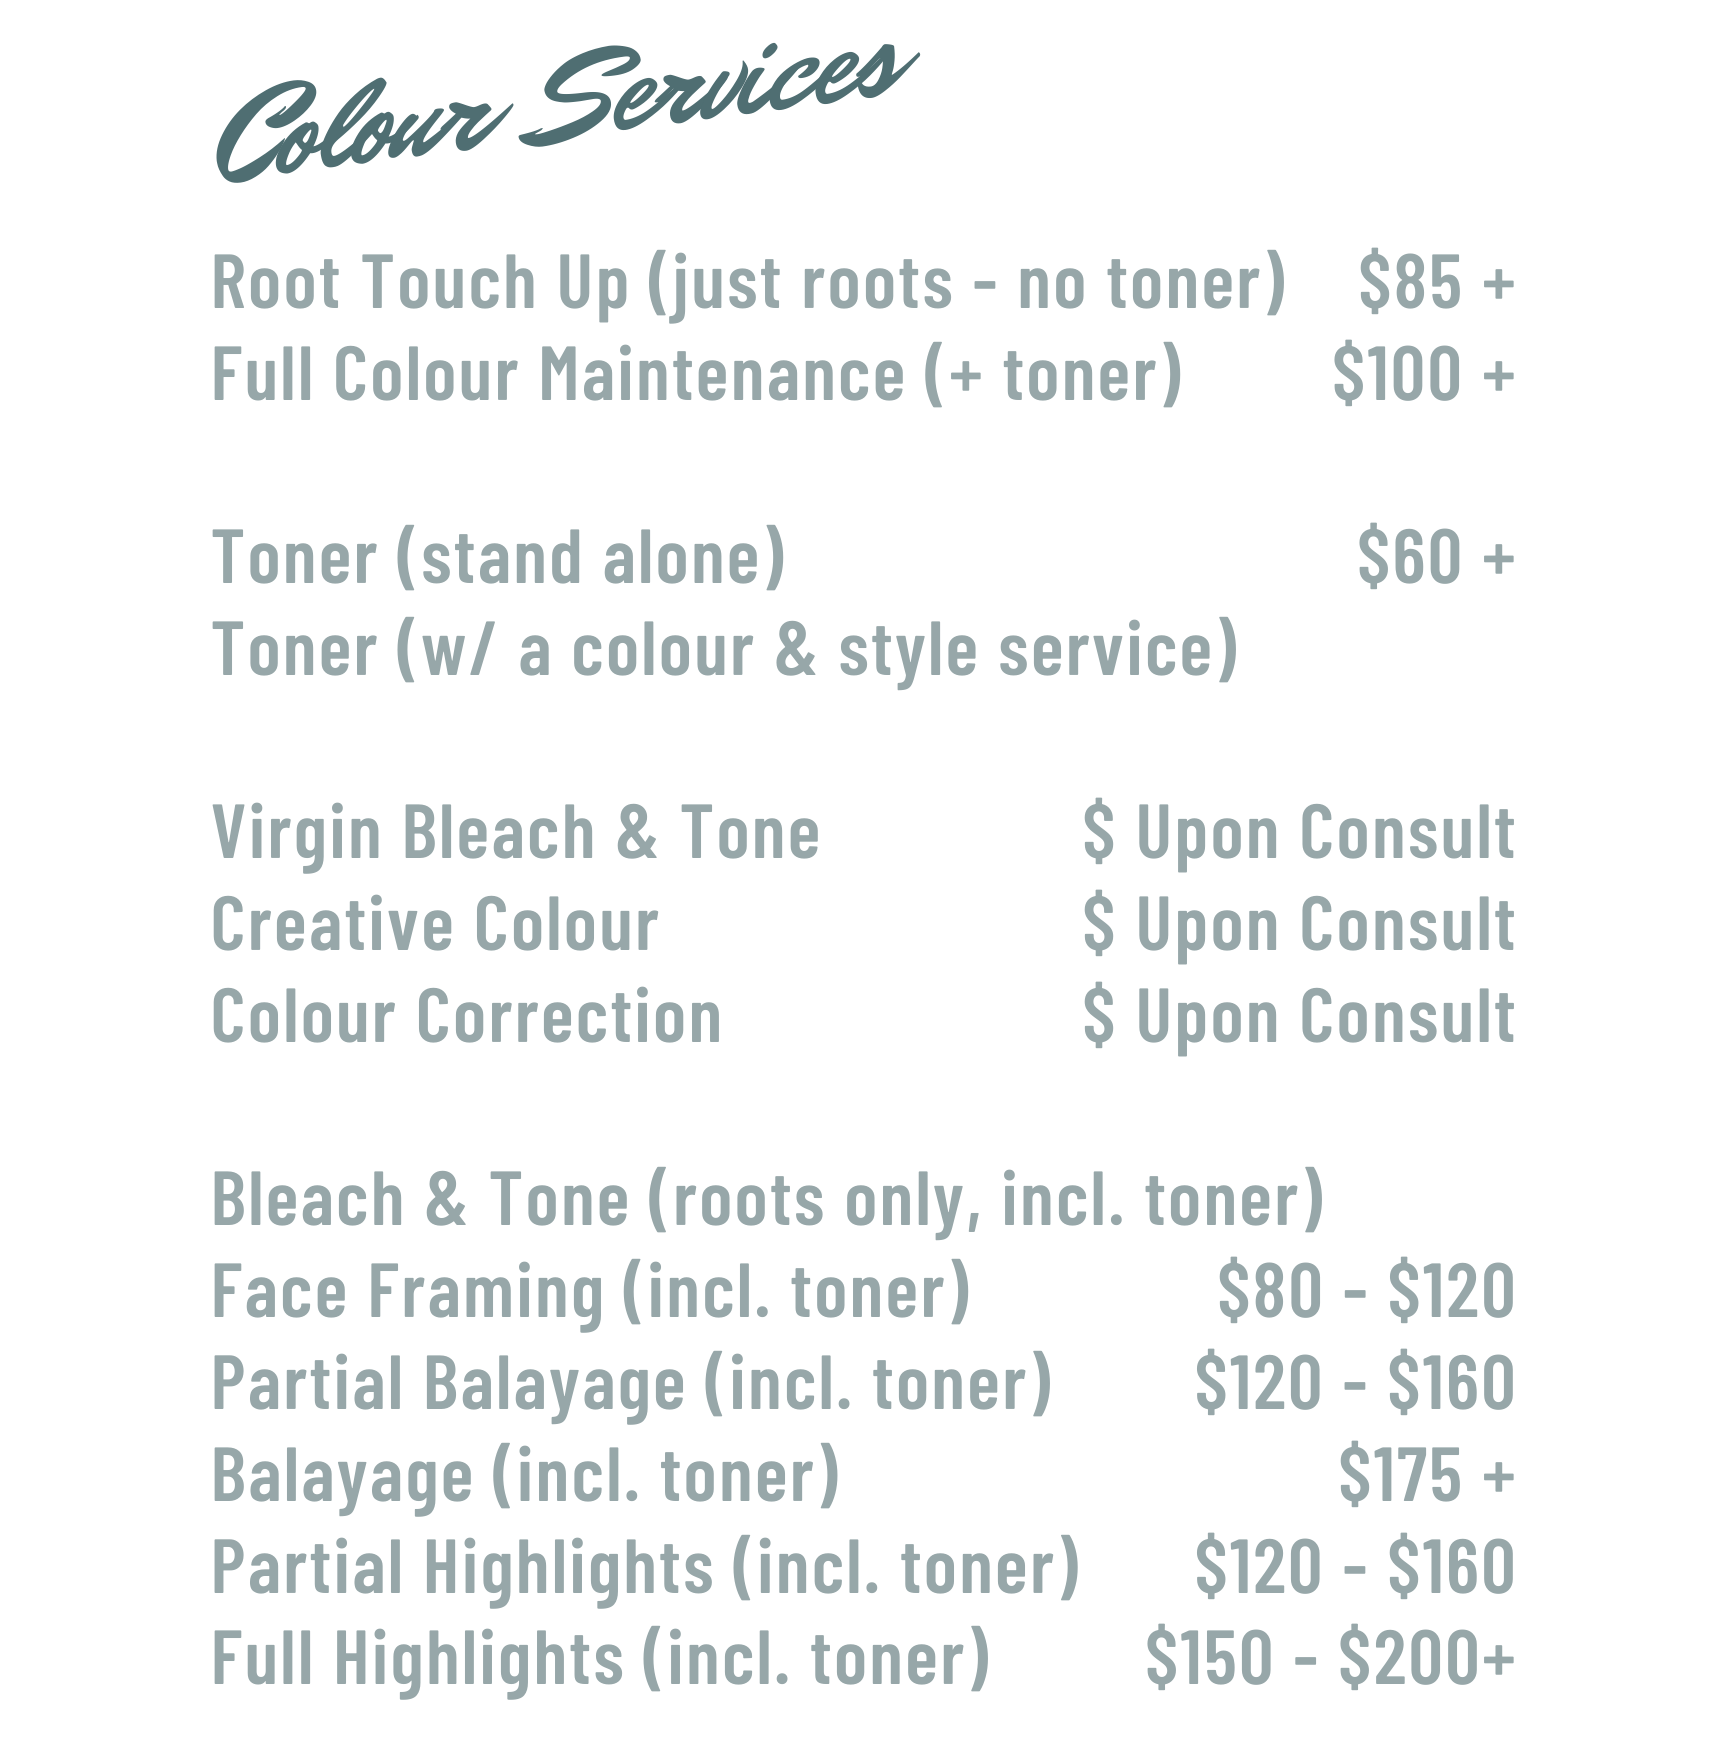 Colour Services
Root Touch Up (just roots - no toner) $85 +
Full Colour Maintenance (+ toner) $100 +
Toner (stand alone) $60 +
Toner (w/ a colour & style service)
Virgin Bleach & Tone $ Upon Consult
Creative Colour $ Upon Consult
Colour Correction $ Upon Consult
Bleach & Tone (roots only, incl. toner)
Face Framing (incl. toner) $80 - $120
Partial Balayage (incl. toner) $120 - $160
Balayage (incl. toner) $175 +
Partial Highlights (incl. toner) $120 - $160
Full Highlights (incl. toner) $150 - $200+